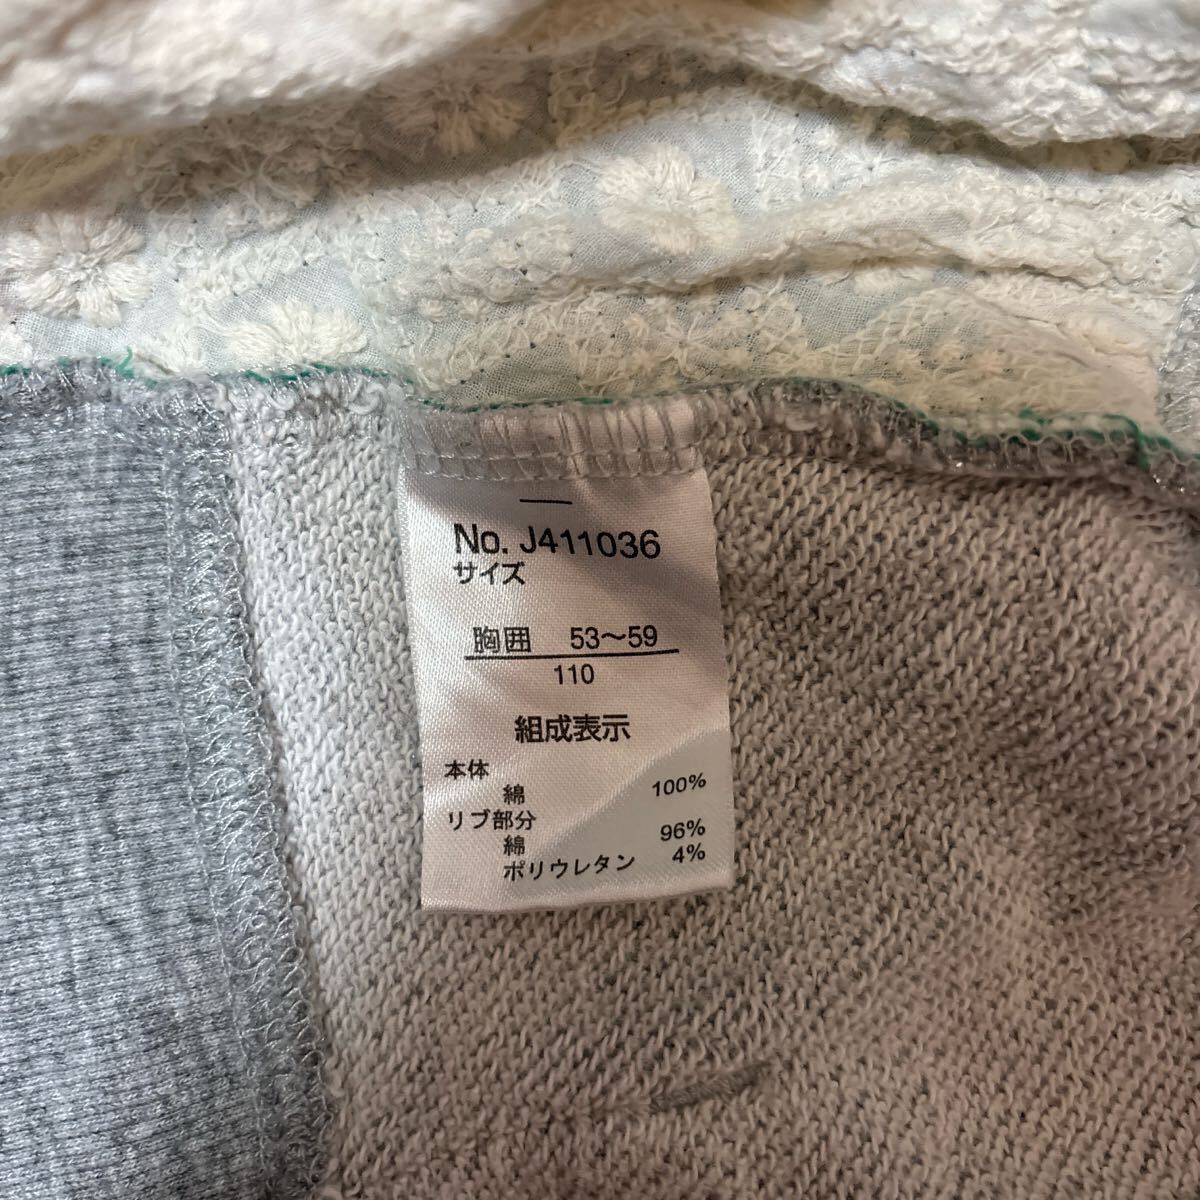 No. J411036
サイズ
胸囲 53～59
110
組成表示
本体
綿 100%
リブ部分
綿 96%
ポリウレタン 4%